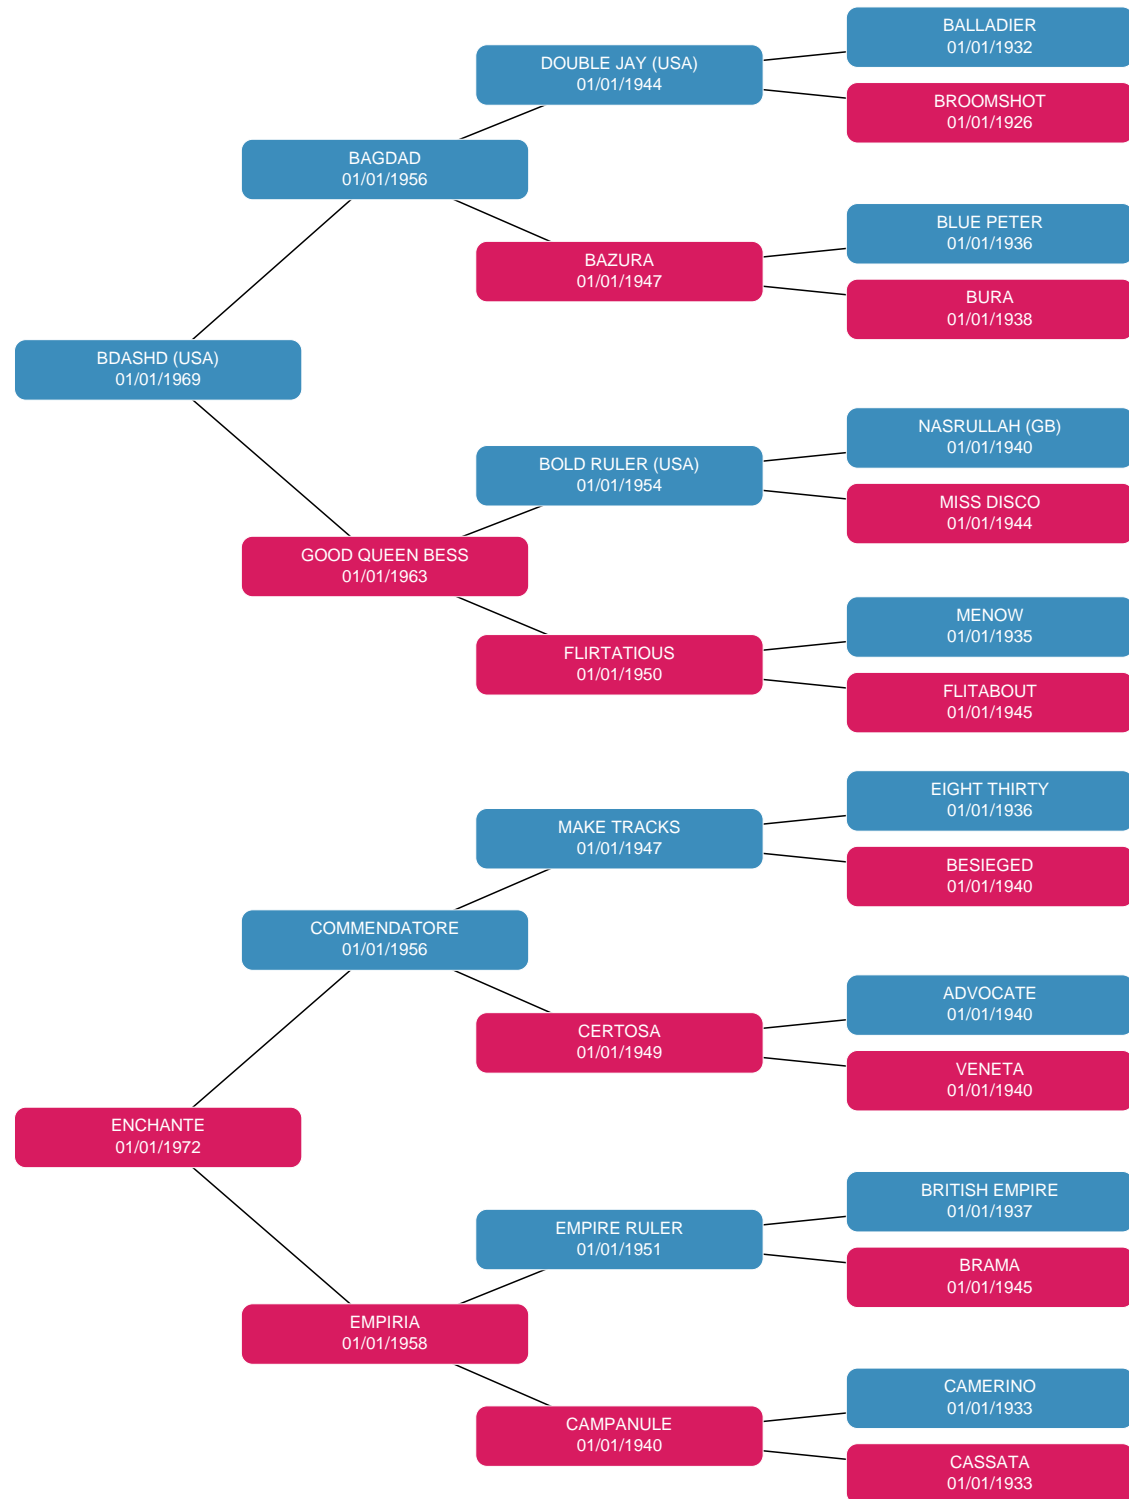 BALLADIER
01/01/1932
DOUBLE JAY (USA)
01/01/1944
BROOMSHOT
01/01/1926
BAGDAD
01/01/1956
BLUE PETER
01/01/1936
BAZURA
01/01/1947
BURA
01/01/1938
BDASHD (USA)
01/01/1969
NASRULLAH (GB)
01/01/1940
BOLD RULER (USA)
01/01/1954
MISS DISCO
01/01/1944
GOOD QUEEN BESS
01/01/1963
MENOW
01/01/1935
FLIRTATIOUS
01/01/1950
FLITABOUT
01/01/1945
EIGHT THIRTY
01/01/1936
MAKE TRACKS
01/01/1947
BESIEGED
01/01/1940
COMMENDATORE
01/01/1956
ADVOCATE
01/01/1940
CERTOSA
01/01/1949
VENETA
01/01/1940
ENCHANTE
01/01/1972
BRITISH EMPIRE
01/01/1937
EMPIRE RULER
01/01/1951
BRAMA
01/01/1945
EMPIRIA
01/01/1958
CAMERINO
01/01/1933
CAMPANULE
01/01/1940
CASSATA
01/01/1933